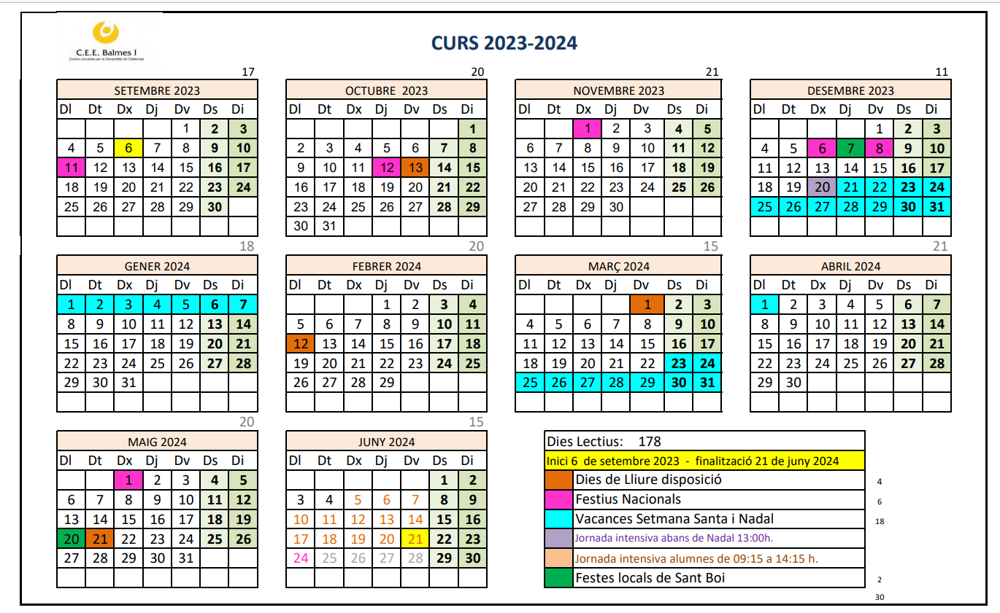 C.E.E. Balmes I
Centre concertat per la Generalitat de Catalunya
CURS 2023-2024
17 20 21 11
SETEMBRE 2023 OCTUBRE 2023 NOVEMBRE 2023 DESEMBRE 2023
Dl Dt Dx Dj Dv Ds Di Dl Dt Dx Dj Dv Ds Di Dl Dt Dx Dj Dv Ds Di Dl Dt Dx Dj Dv Ds Di
1 2 3 1 1 2 3 4 5 1 2 3
4 5 6 7 8 9 10 2 3 4 5 6 7 8 6 7 8 9 10 11 12 4 5 6 7 8 9 10
11 12 13 14 15 16 17 9 10 11 12 13 14 15 13 14 15 16 17 18 19 11 12 13 14 15 16 17
18 19 20 21 22 23 24 16 17 18 19 20 21 22 20 21 22 23 24 25 26 18 19 20 21 22 23 24
25 26 27 28 29 30 23 24 25 26 27 28 29 27 28 29 30 25 26 27 28 29 30 31
30 31
18 20 15 21
GENER 2024 FEBRER 2024 MARÇ 2024 ABRIL 2024
Dl Dt Dx Dj Dv Ds Di Dl Dt Dx Dj Dv Ds Di Dl Dt Dx Dj Dv Ds Di Dl Dt Dx Dj Dv Ds Di
1 2 3 4 5 6 7 1 2 3 4 1 2 3 1 2 3 4 5 6 7
8 9 10 11 12 13 14 5 6 7 8 9 10 11 4 5 6 7 8 9 10 8 9 10 11 12 13 14
15 16 17 18 19 20 21 12 13 14 15 16 17 18 11 12 13 14 15 16 17 15 16 17 18 19 20 21
22 23 24 25 26 27 28 19 20 21 22 23 24 25 18 19 20 21 22 23 24 22 23 24 25 26 27 28
29 30 31 26 27 28 29 25 26 27 28 29 30 31 29 30
20 15
MAIG 2024 JUNY 2024
Dl Dt Dx Dj Dv Ds Di Dl Dt Dx Dj Dv Ds Di
1 2 3 4 5 1 2
6 7 8 9 10 11 12 3 4 5 6 7 8 9
13 14 15 16 17 18 19 10 11 12 13 14 15 16
20 21 22 23 24 25 26 17 18 19 20 21 22 23
27 28 29 30 31 24 25 26 27 28 29 30
Dies Lectius: 178
Inici 6 de setembre 2023 - finalització 21 de juny 2024
Dies de Lliure disposició 4
Festius Nacionals 6
Vacances Setmana Santa i Nadal 18
Jornada intensiva abans de Nadal 13:00h.
Jornada intensiva alumnes de 09:15 a 14:15 h.
Festes locals de Sant Boi 2
30